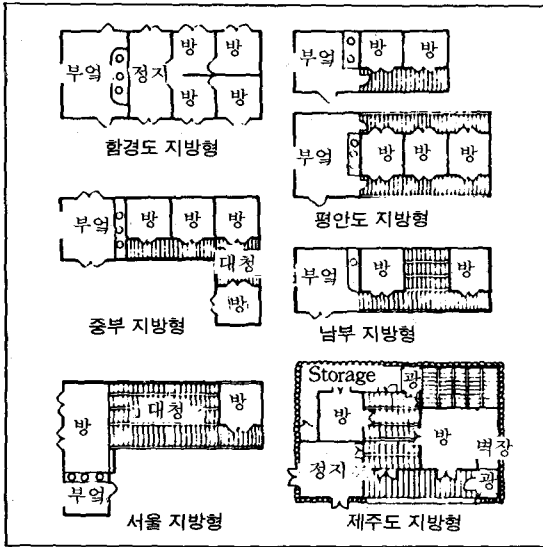 방 방
부엌 정지
방 방
함경도 지방형
방 방
부엌
부엌 방 방 방
평안도 지방형
부엌 방 방 방
대청
방
중부 지방형
부엌 방 방
남부 지방형
방 대청 방
부엌
서울 지방형
Storage 광
방 방 벽장
정지 광
제주도 지방형